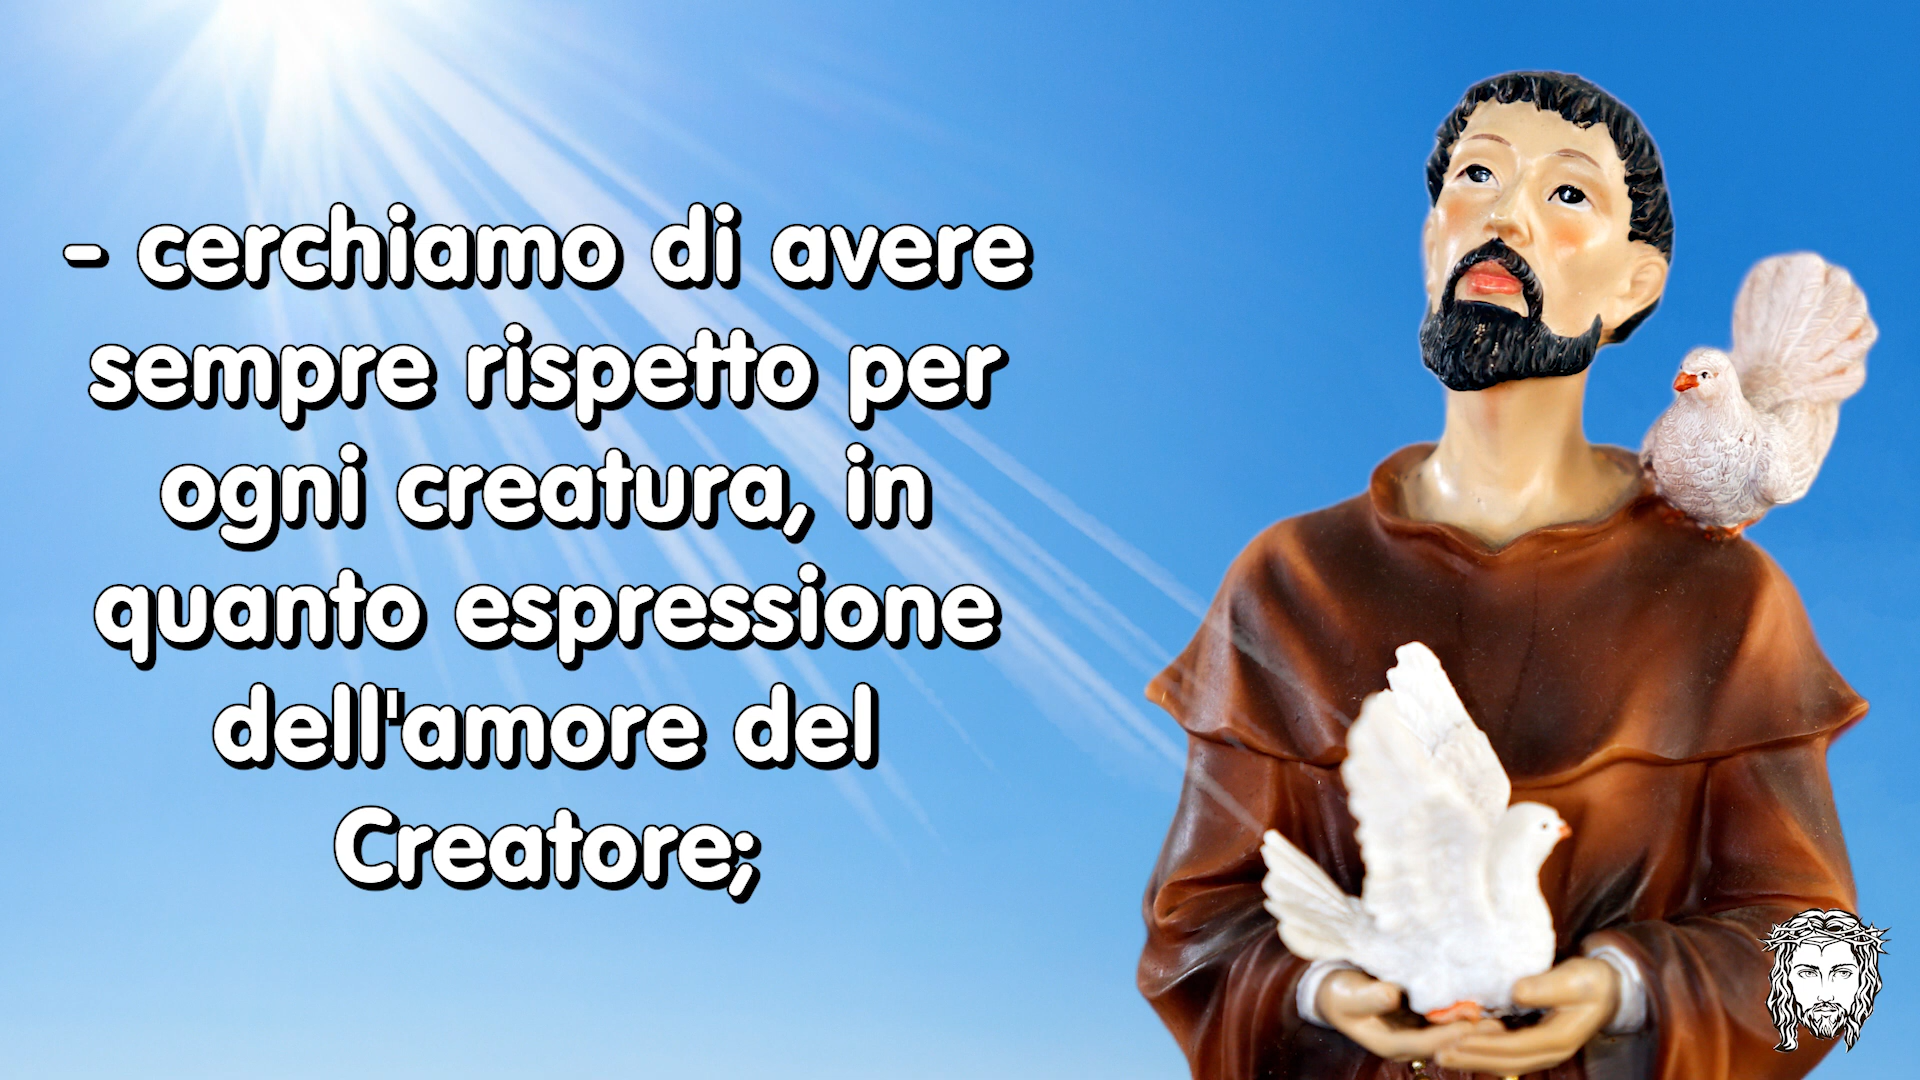 - cerchiamo di avere
sempre rispetto per
ogni creatura, in
quanto espressione
dell'amore del
Creatore;